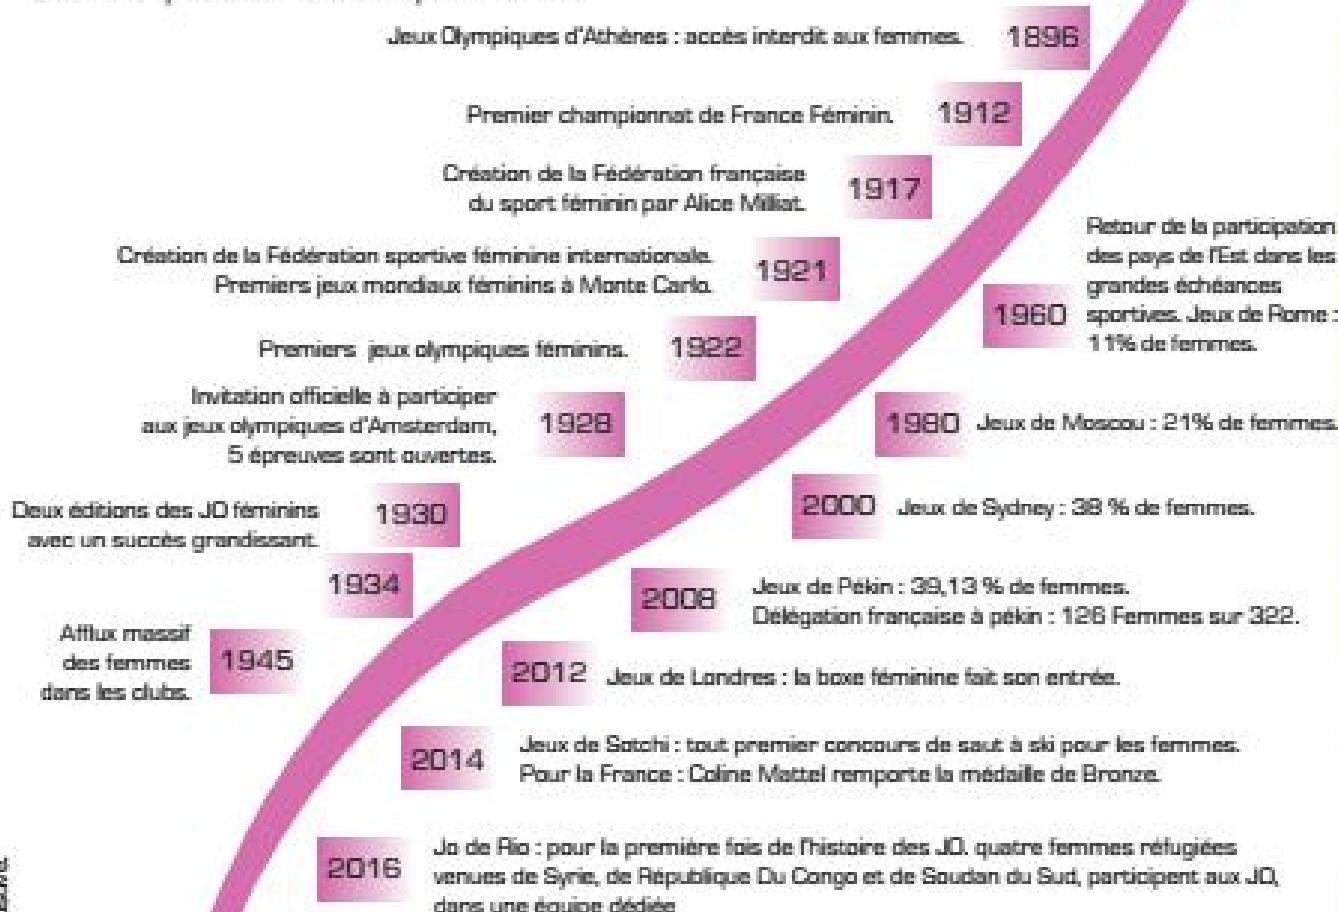 Jeux Olympiques d'Athènes : accès interdit aux femmes. 1896
Premier championnat de France Féminin. 1912
Création de la Fédération française
du sport féminin par Alice Milliat. 1917
Création de la Fédération sportive féminine internationale.
Premiers jeux mondiaux féminins à Monte Carlo. 1921
Premiers jeux olympiques féminins. 1922
Invitation officielle à participer
aux jeux olympiques d'Amsterdam,
5 épreuves sont ouvertes. 1928
Deux éditions des JO féminins
avec un succès grandissant. 1930
1934
Afflux massif
des femmes
dans les clubs. 1945
1960
Retour de la participation
des pays de l'Est dans les
grandes échéances
sportives. Jeux de Rome :
11% de femmes.
1980 Jeux de Moscou : 21% de femmes.
2000 Jeux de Sydney : 38 % de femmes.
2008 Jeux de Pékin : 39,13 % de femmes.
Délégation française à pékin : 126 Femmes sur 322.
2012 Jeux de Londres : la boxe féminine fait son entrée.
2014 Jeux de Sotchi : tout premier concours de saut à ski pour les femmes.
Pour la France : Coline Mattel remporte la médaille de Bronze.
2016 Jo de Rio : pour la première fois de l'histoire des JO. quatre femmes réfugiées
venues de Syrie, de République Du Congo et de Soudan du Sud, participent aux JO,
dans une équipe dédiée